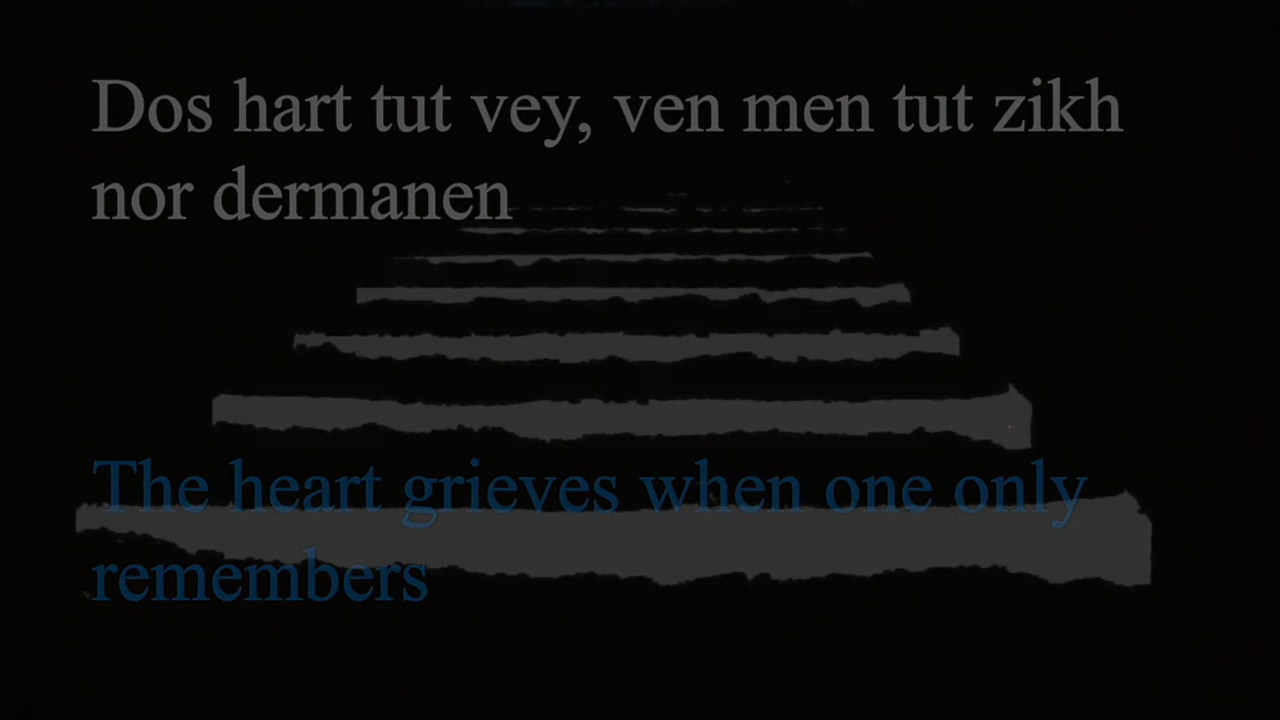 Dos hart tut vey, ven men tut zikh
nor dermanen
The heart grieves when one only
remembers